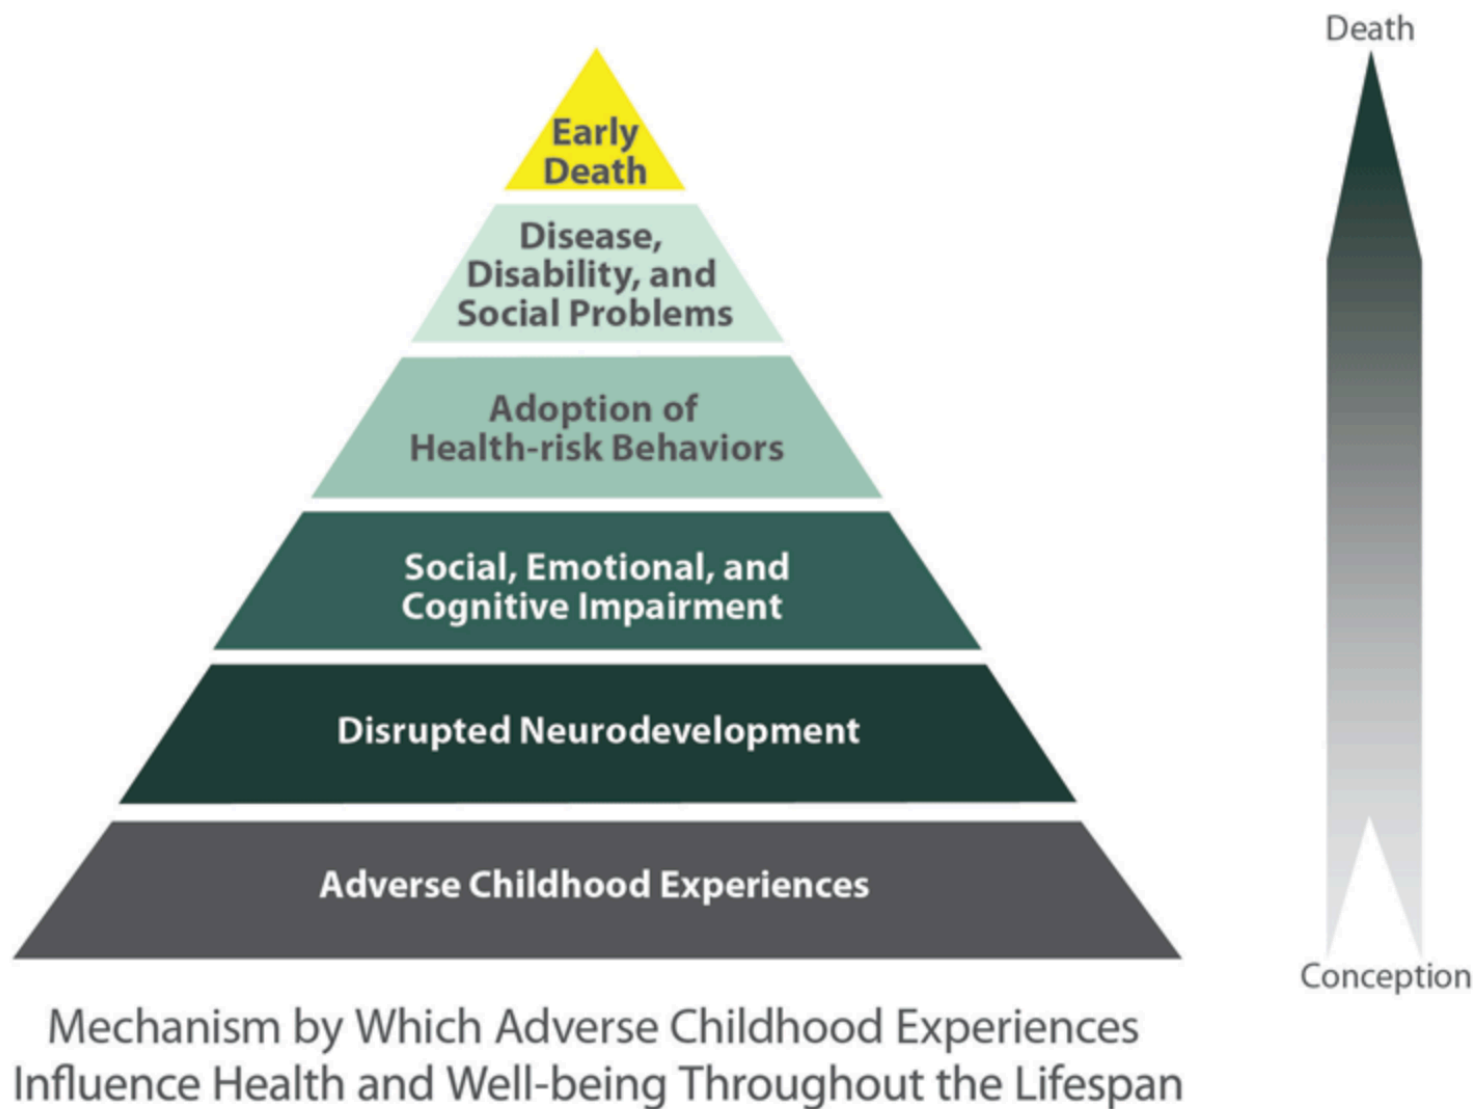 Death
Early
Death
Disease,
Disability, and
Social Problems
Adoption of
Health-risk Behaviors
Social, Emotional, and
Cognitive Impairment
Disrupted Neurodevelopment
Adverse Childhood Experiences
Conception
Mechanism by Which Adverse Childhood Experiences
Influence Health and Well-being Throughout the Lifespan